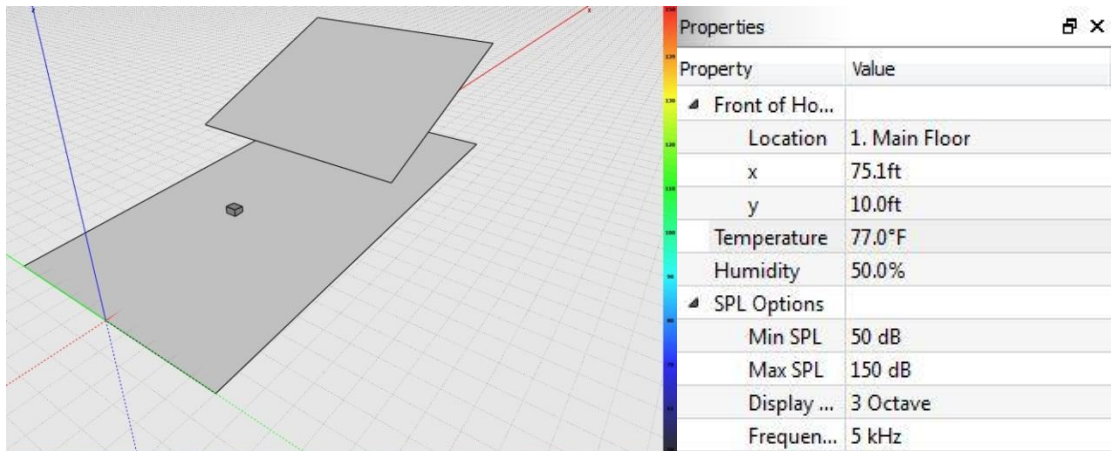 Properties
Property Value
Front of Ho...
Location 1. Main Floor
x 75.1ft
y 10.0ft
Temperature 77.0°F
Humidity 50.0%
SPL Options
Min SPL 50 dB
Max SPL 150 dB
Display ... 3 Octave
Frequen... 5 kHz